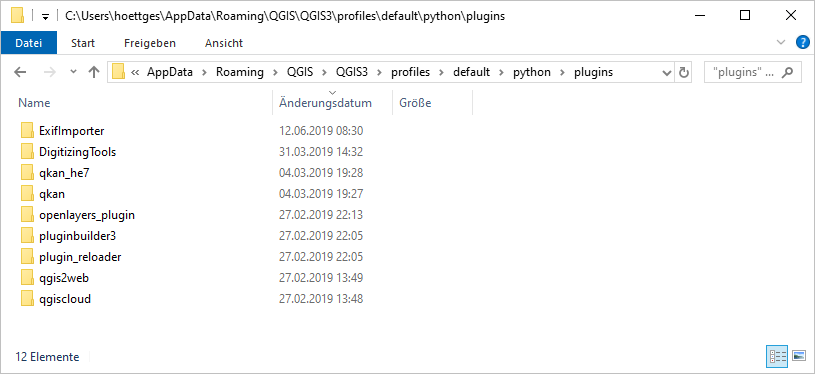 C:\Users\hoettges\AppData\Roaming\QGIS\QGIS3\profiles\default\python\plugins
Datei Start Freigeben Ansicht
« AppData › Roaming › QGIS › QGIS3 › profiles › default › python › plugins "plugins" ...
Name Änderungsdatum Größe
ExifImporter 12.06.2019 08:30
DigitizingTools 31.03.2019 14:32
qkan_he7 04.03.2019 19:28
qkan 04.03.2019 19:27
openlayers_plugin 27.02.2019 22:13
pluginbuilder3 27.02.2019 22:05
plugin_reloader 27.02.2019 22:05
qgis2web 27.02.2019 13:49
qgiscloud 27.02.2019 13:48
12 Elemente